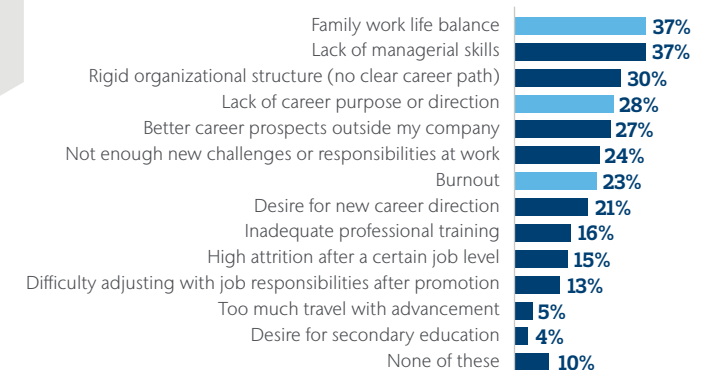 Family work life balance 37%
Lack of managerial skills 37%
Rigid organizational structure (no clear career path) 30%
Lack of career purpose or direction 28%
Better career prospects outside my company 27%
Not enough new challenges or responsibilities at work 24%
Burnout 23%
Desire for new career direction 21%
Inadequate professional training 16%
High attrition after a certain job level 15%
Difficulty adjusting with job responsibilities after promotion 13%
Too much travel with advancement 5%
Desire for secondary education 4%
None of these 10%